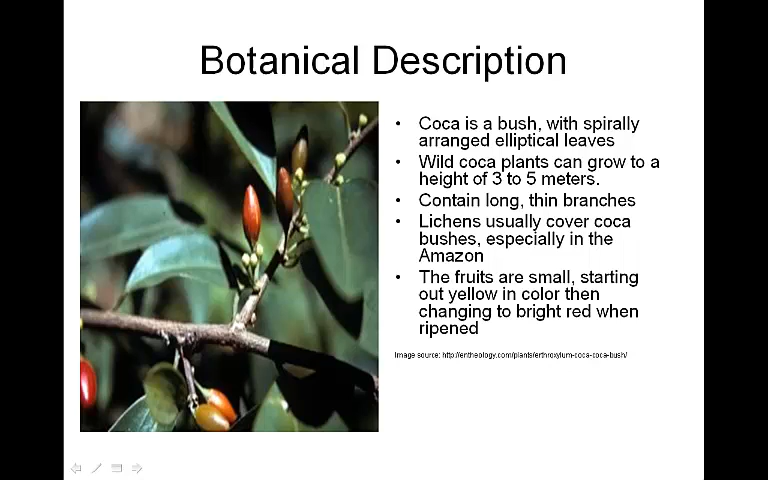 Botanical Description
• Coca is a bush, with spirally
arranged elliptical leaves
• Wild coca plants can grow to a
height of 3 to 5 meters.
• Contain long, thin branches
• Lichens usually cover coca
bushes, especially in the
Amazon
• The fruits are small, starting
out yellow in color then
changing to bright red when
ripened
Image source: http://entheology.com/plants/erthroxylum-coca-coca-bush/